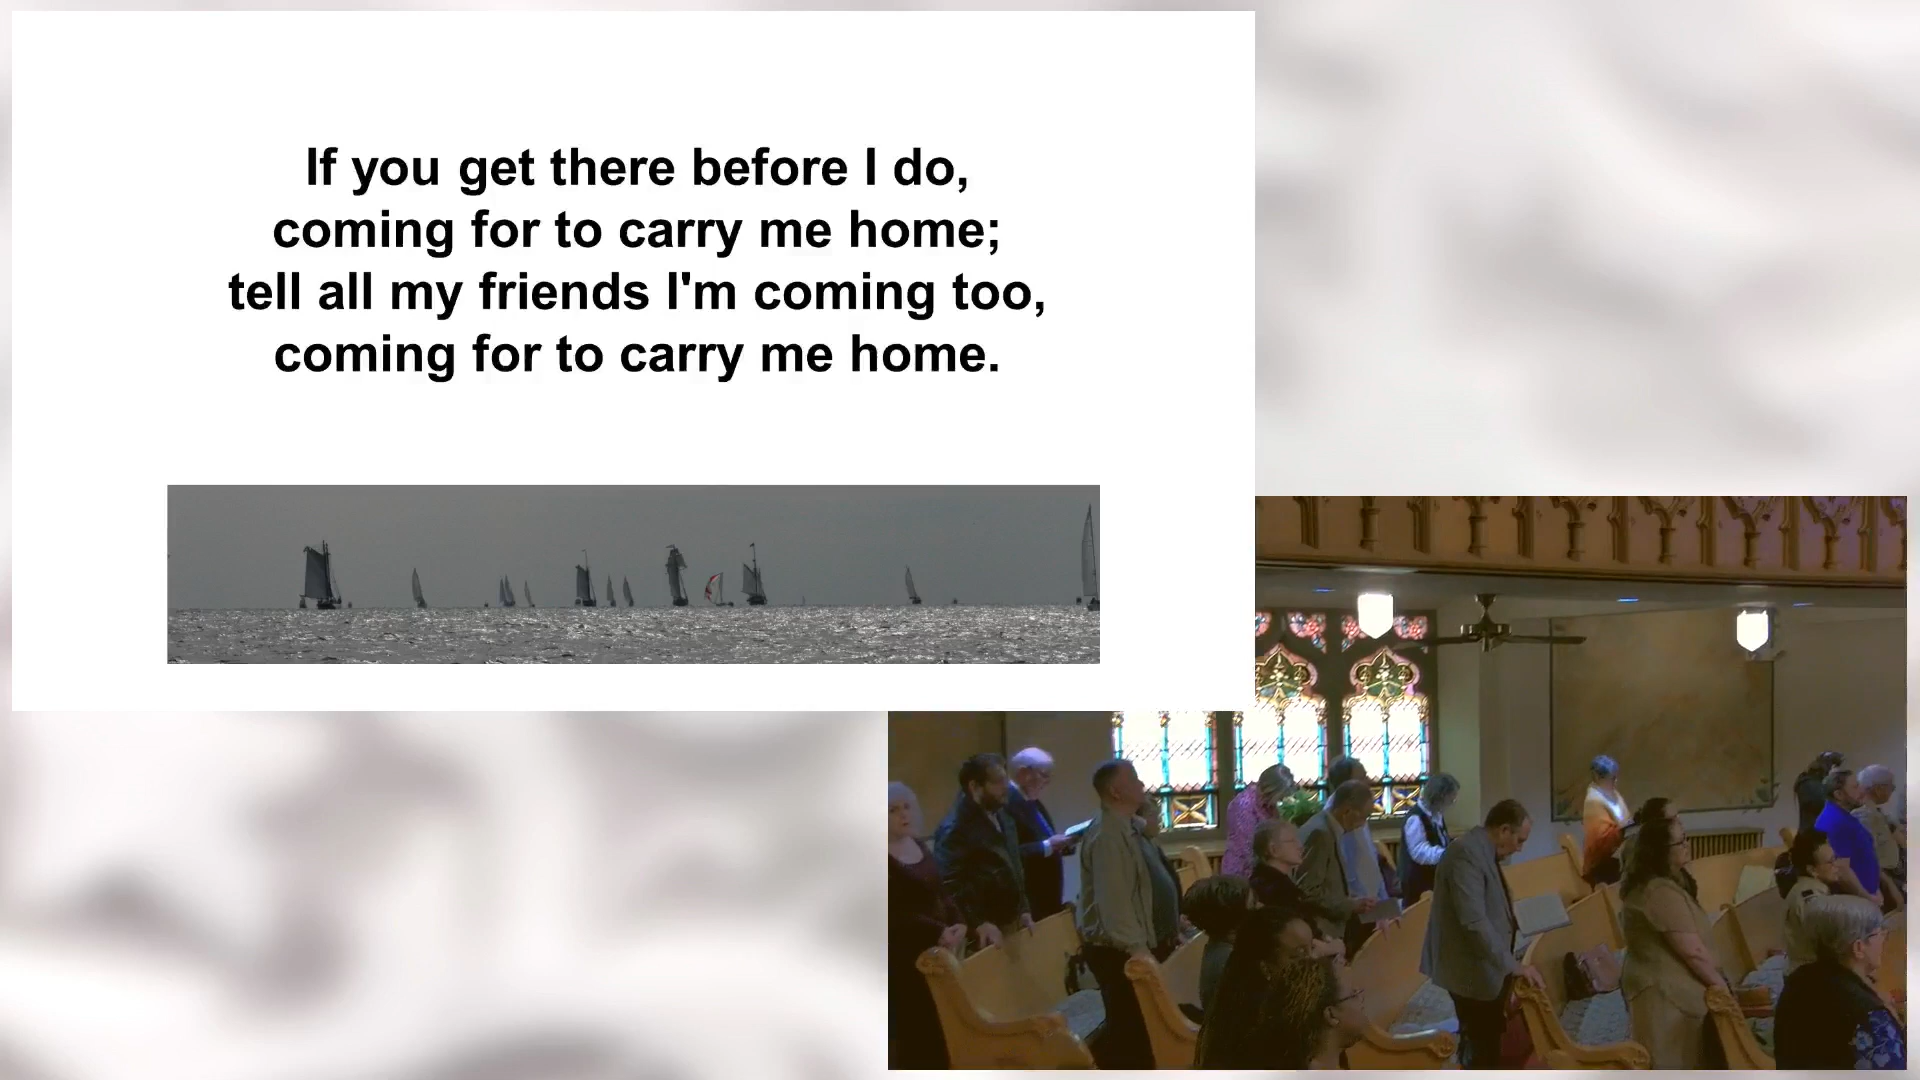 If you get there before I do,
coming for to carry me home;
tell all my friends I'm coming too,
coming for to carry me home.